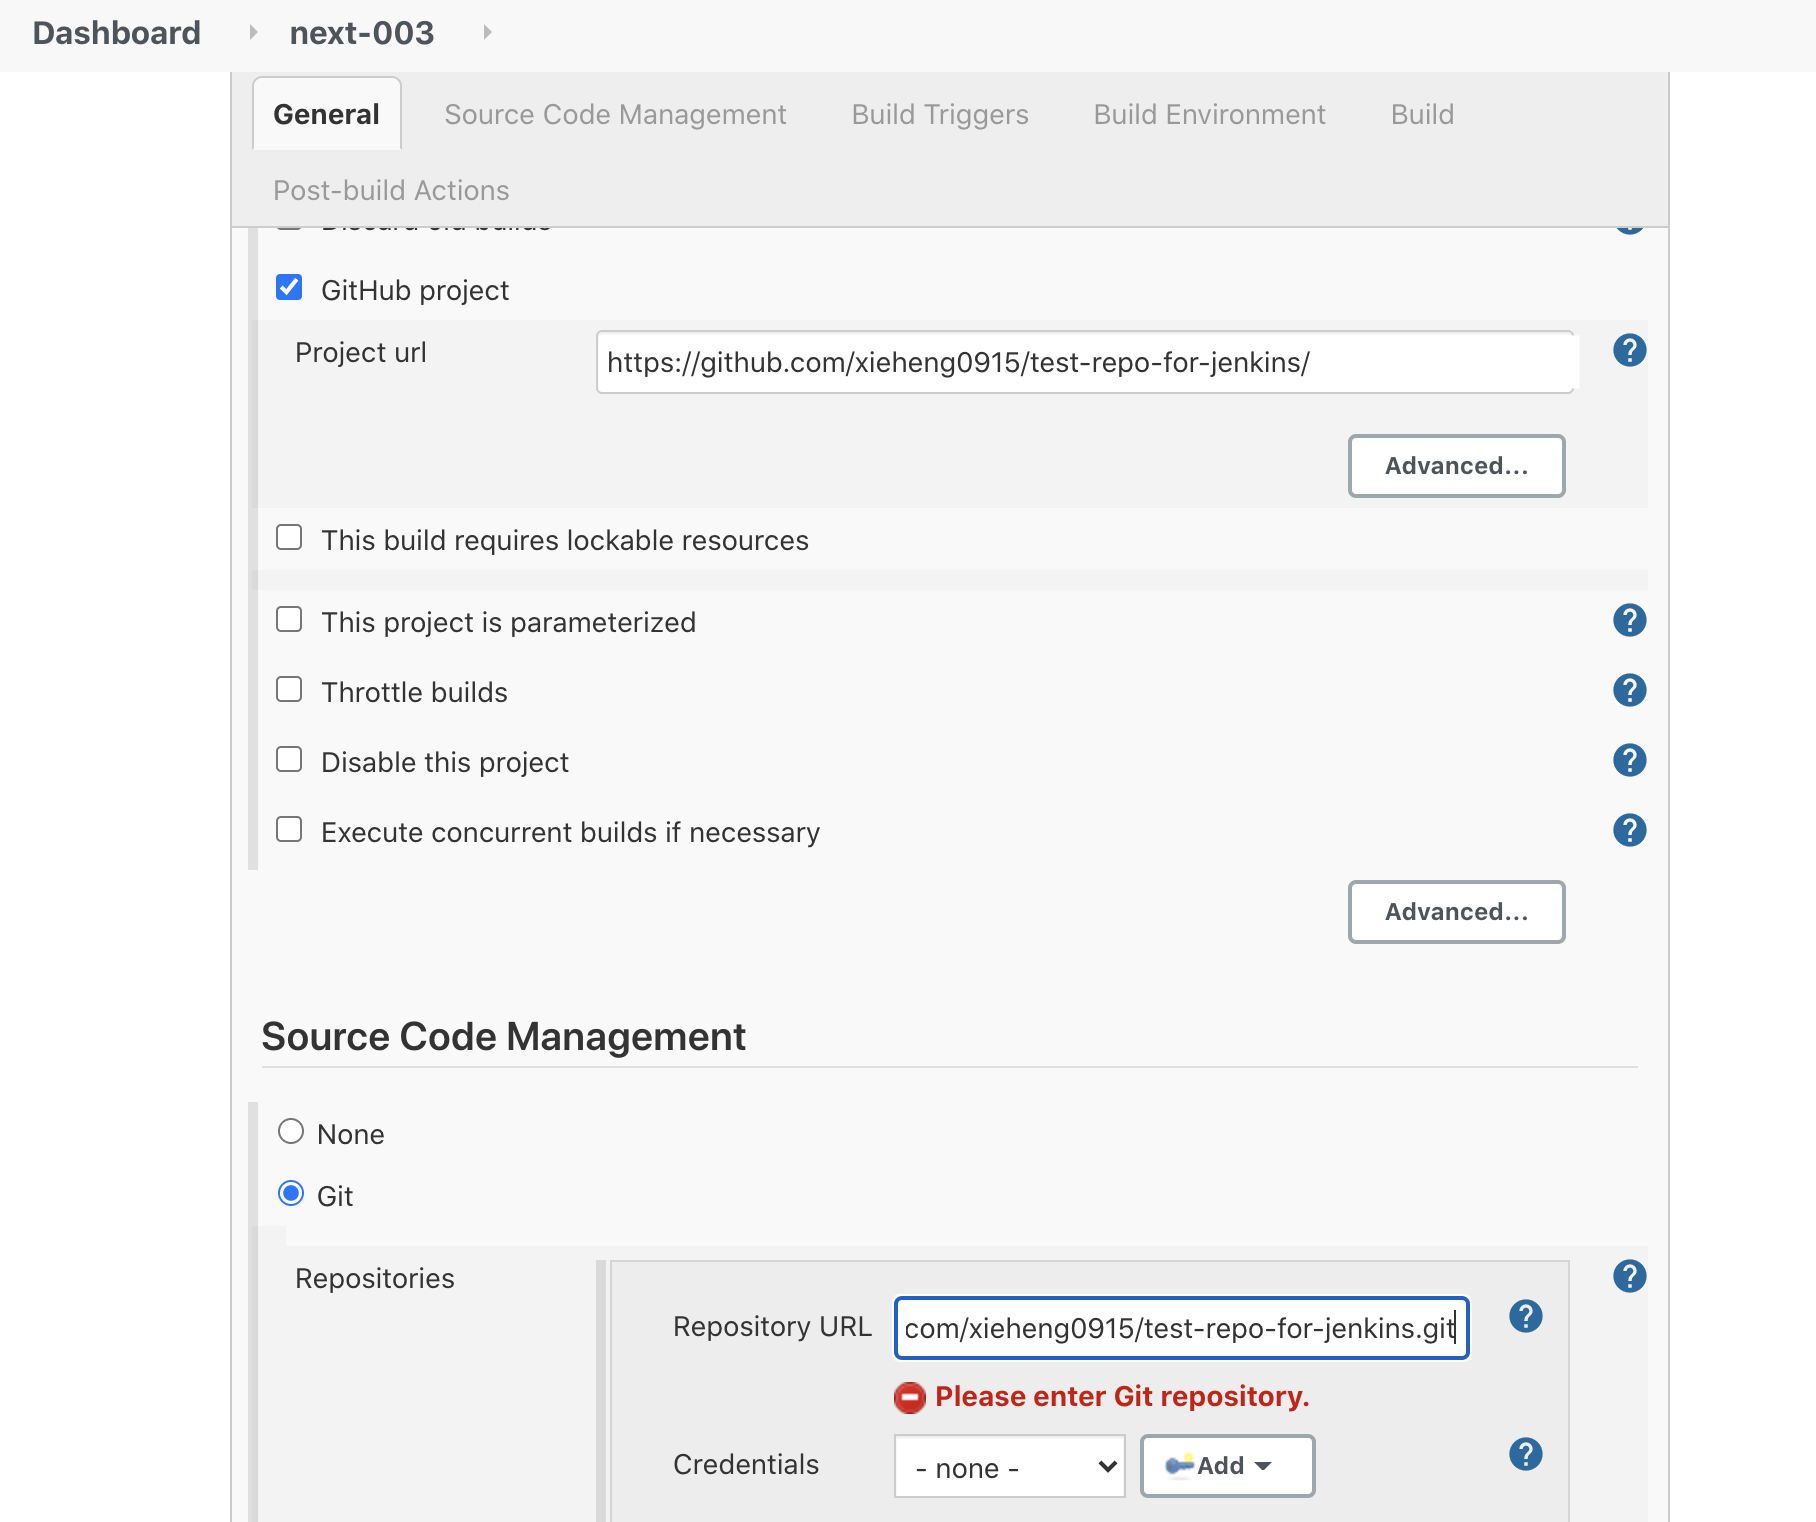 Dashboard next-003
General Source Code Management Build Triggers Build Environment Build
Post-build Actions
Discard old builds
GitHub project
Project url https://github.com/xieheng0915/test-repo-for-jenkins/ ?
Advanced...
This build requires lockable resources
This project is parameterized ?
Throttle builds ?
Disable this project ?
Execute concurrent builds if necessary ?
Advanced...
Source Code Management
None
Git
Repositories ?
Repository URL com/xieheng0915/test-repo-for-jenkins.git ?
Please enter Git repository.
Credentials - none - Add ?